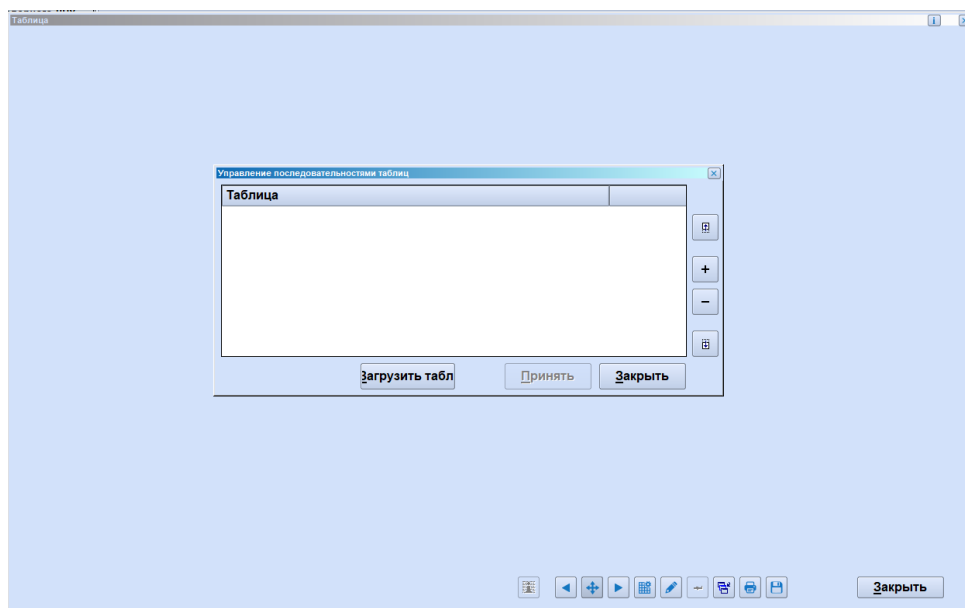 Таблица
Управление последовательностями таблиц
Таблица
+
−
Загрузить табл
Принять
Закрыть
Закрыть